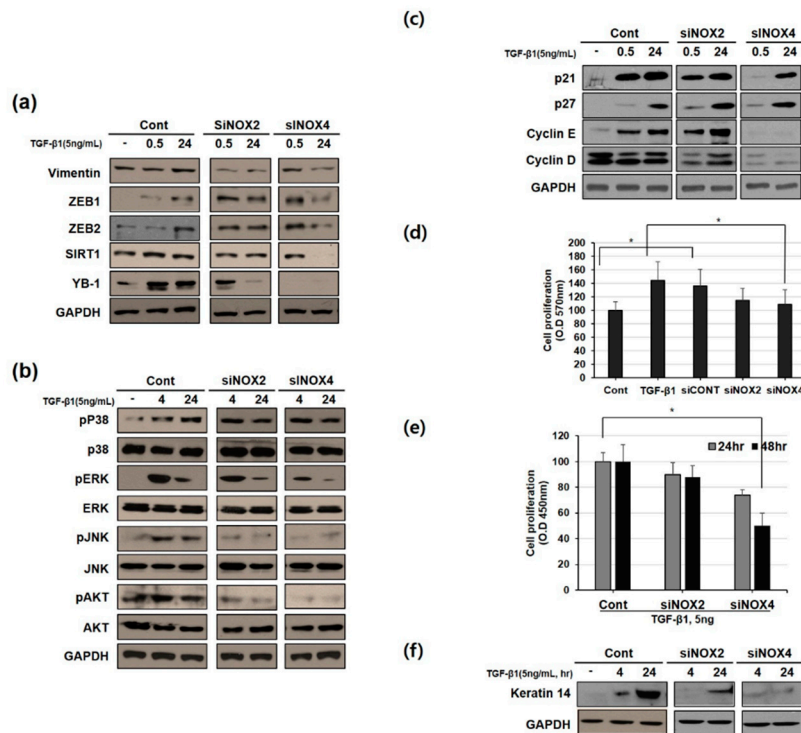 (a)
Cont SiNOX2 sINOX4
TGF-β1(5ng/mL) - 0.5 24 0.5 24 0.5 24
Vimentin
ZEB1
ZEB2
SIRT1
YB-1
GAPDH
(b)
Cont siNOX2 sINOX4
TGF-β1(5ng/mL) - 4 24 4 24 4 24
pP38
p38
pERK
ERK
pJNK
JNK
pAKT
AKT
GAPDH
(c)
Cont siNOX2 sINOX4
TGF-β1(5ng/mL) - 0.5 24 0.5 24 0.5 24
p21
p27
Cyclin E
Cyclin D
GAPDH
(d)
* *
Cell proliferation
(O.D 570nm)
200
180
160
140
120
100
80
60
40
20
0
Cont TGF-β1 siCONT siNOX2 siNOX4
(e)
*
Cell proliferation
(O.D 450nm)
120
100
80
60
40
20
0
24hr 48hr
Cont siNOX2 siNOX4
TGF-β1, 5ng
(f)
Cont siNOX2 siNOX4
TGF-β1(5ng/mL, hr) - 4 24 4 24 4 24
Keratin 14
GAPDH